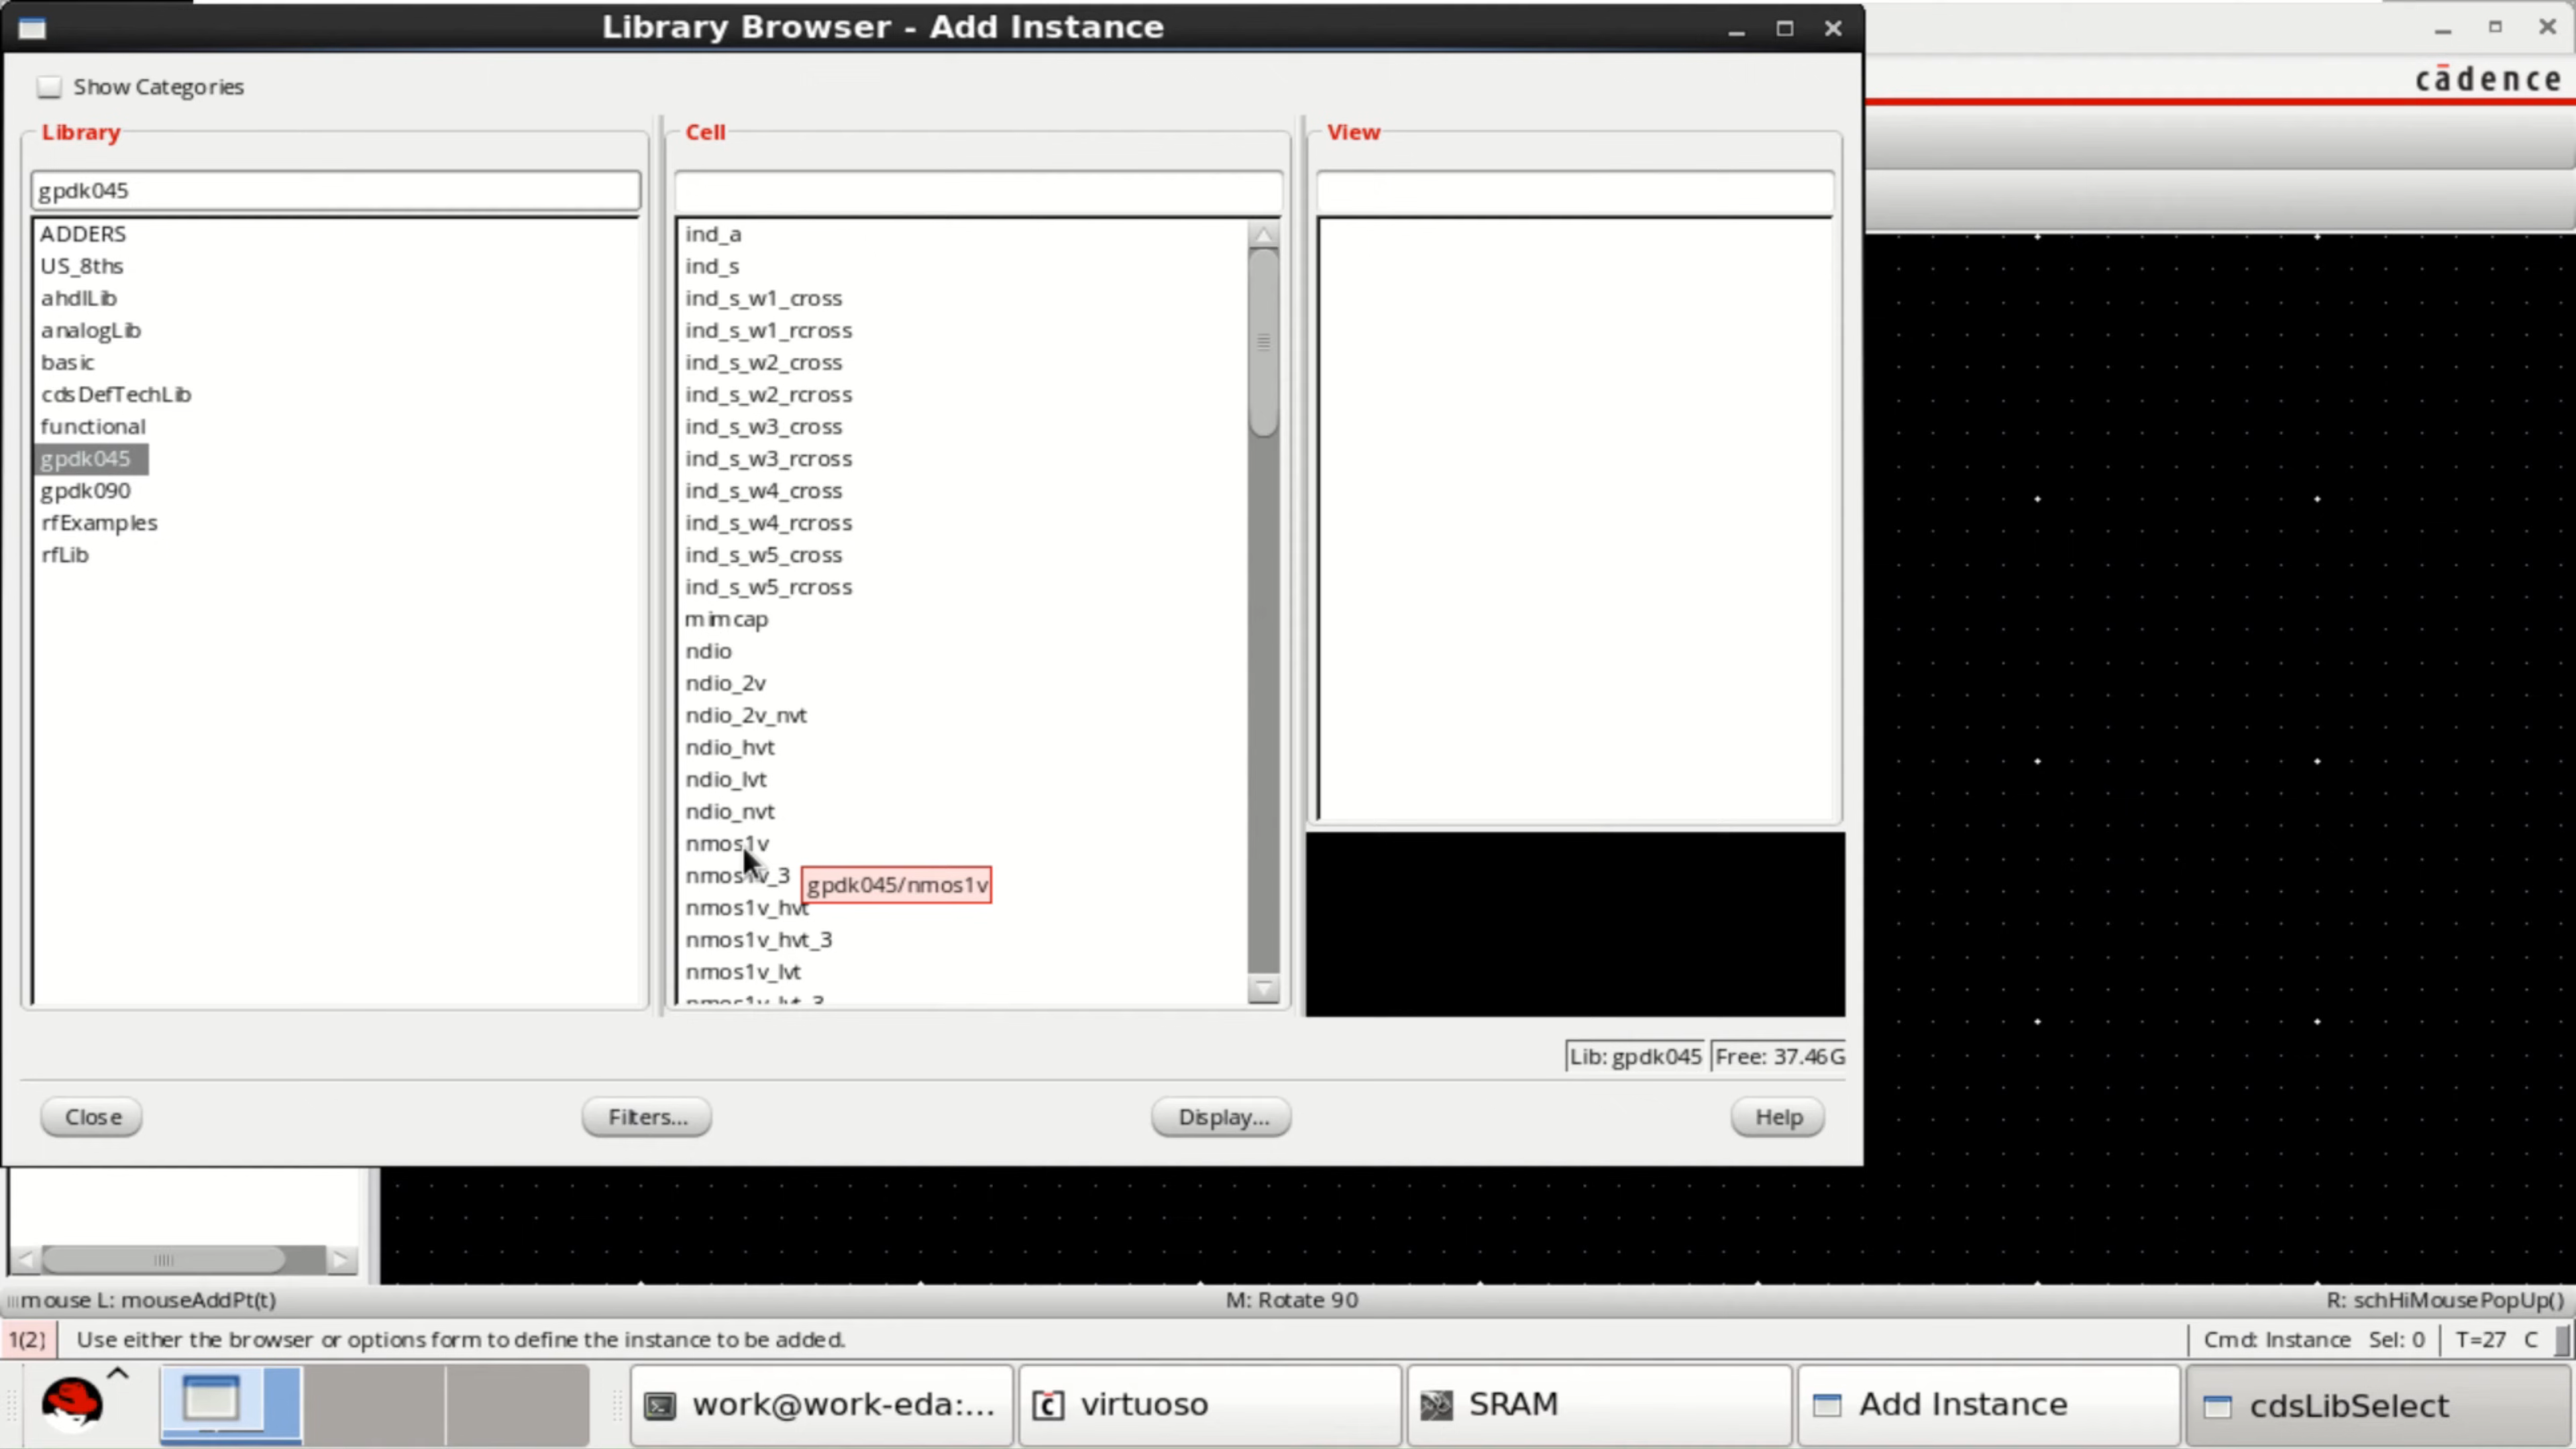 Library Browser - Add Instance
cādence
Show Categories
Library
gpdk045
ADDERS
US_8ths
ahdlLib
analogLib
basic
cdsDefTechLib
functional
gpdk045
gpdk090
rfExamples
rfLib
Cell
ind_a
ind_s
ind_s_w1_cross
ind_s_w1_rcross
ind_s_w2_cross
ind_s_w2_rcross
ind_s_w3_cross
ind_s_w3_rcross
ind_s_w4_cross
ind_s_w4_rcross
ind_s_w5_cross
ind_s_w5_rcross
mimcap
ndio
ndio_2v
ndio_2v_nvt
ndio_hvt
ndio_lvt
ndio_nvt
nmos1v
nmos1v_3
gpdk045/nmos1v
nmos1v_hvt
nmos1v_hvt_3
nmos1v_lvt
nmos1v_lvt_3
View
Lib: gpdk045
Free: 37.46G
Close
Filters...
Display...
Help
mouse L: mouseAddPt(t)
M: Rotate 90
R: schHiMousePopUp()
1(2)
Use either the browser or options form to define the instance to be added.
Cmd: Instance Sel: 0
T=27 C
work@work-eda:...
virtuoso
SRAM
Add Instance
cdsLibSelect